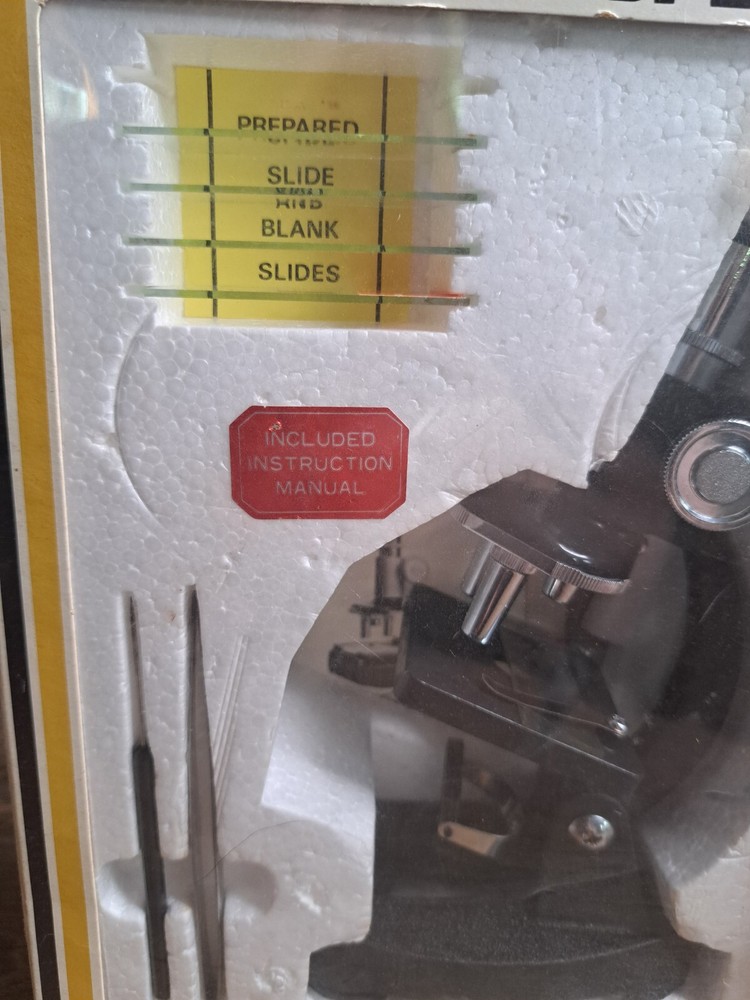 PREPARED
SLIDE
AND
BLANK
SLIDES
INCLUDED
INSTRUCTION
MANUAL